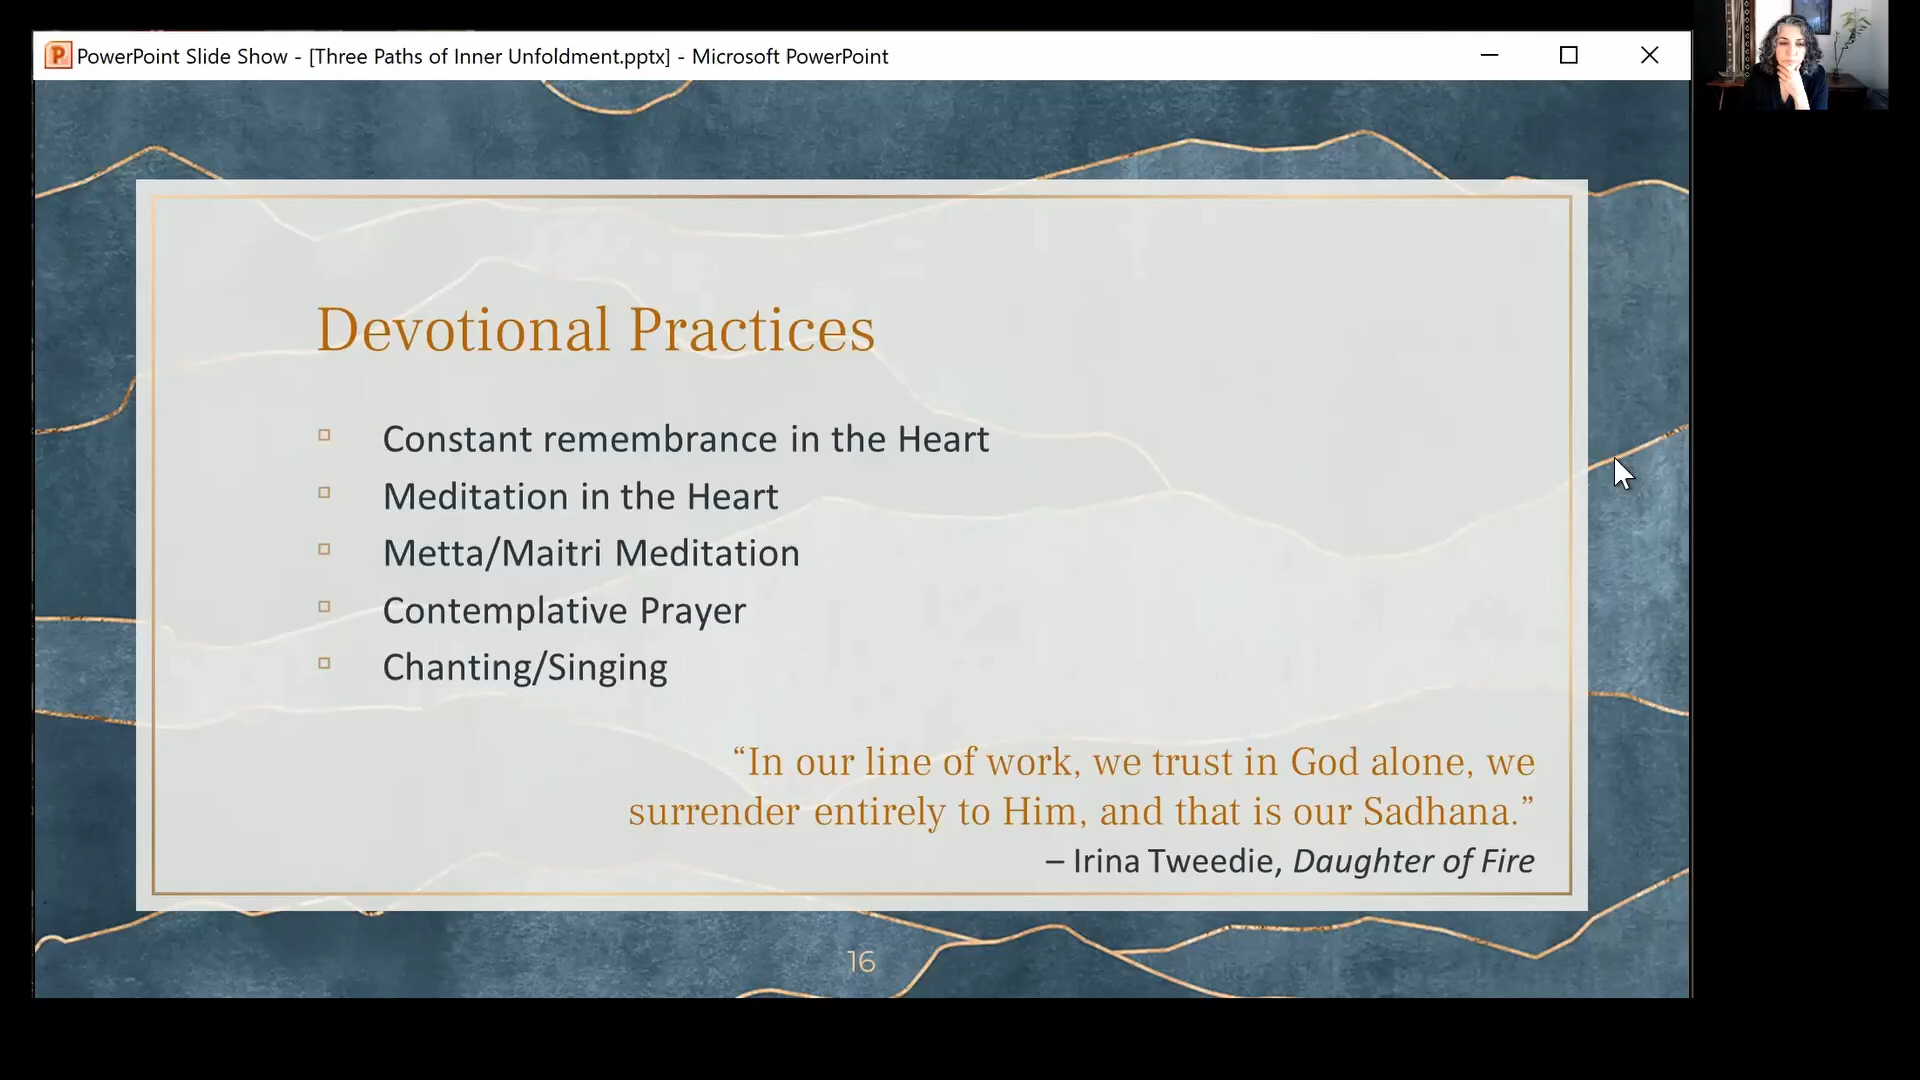 PowerPoint Slide Show - [Three Paths of Inner Unfoldment.pptx] - Microsoft PowerPoint
Devotional Practices
Constant remembrance in the Heart
Meditation in the Heart
Metta/Maitri Meditation
Contemplative Prayer
Chanting/Singing
“In our line of work, we trust in God alone, we
surrender entirely to Him, and that is our Sadhana.”
– Irina Tweedie, Daughter of Fire
16